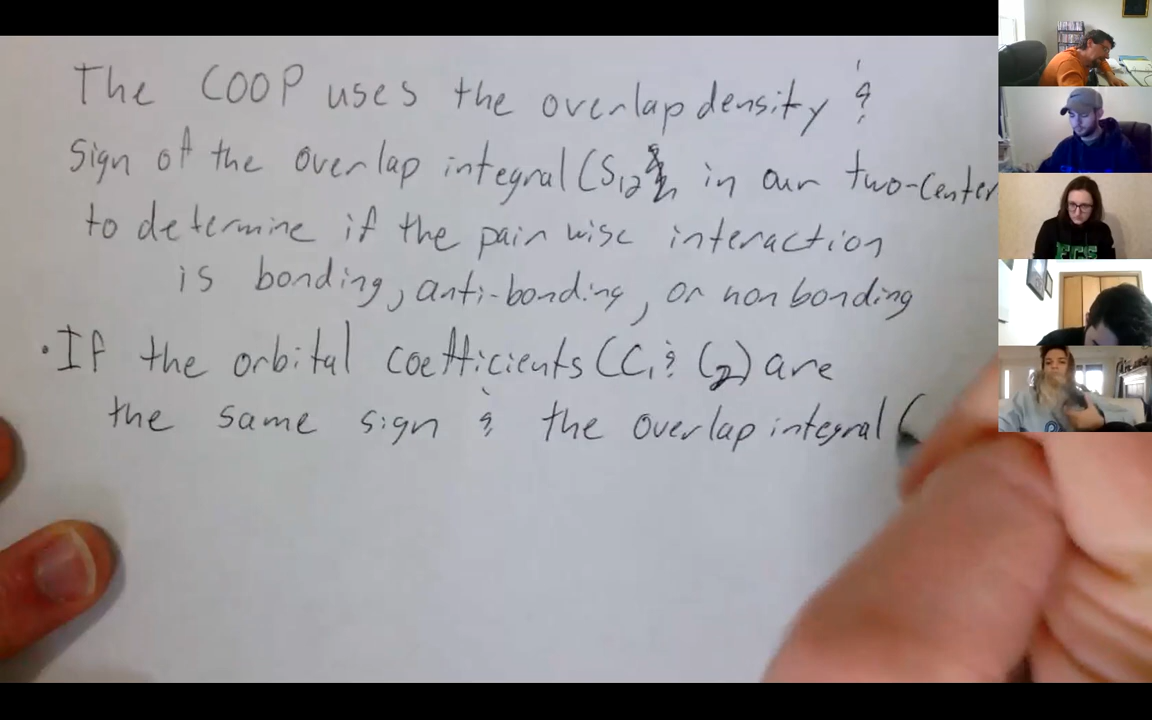 The COOP uses the overlap density &
Sign of the overlap integral (S12 in our two-center
to determine if the pair wise interaction
is bonding, anti-bonding, or nonbonding
· If the orbital coefficients (C1 & C2) are
the same sign & the overlap integral (